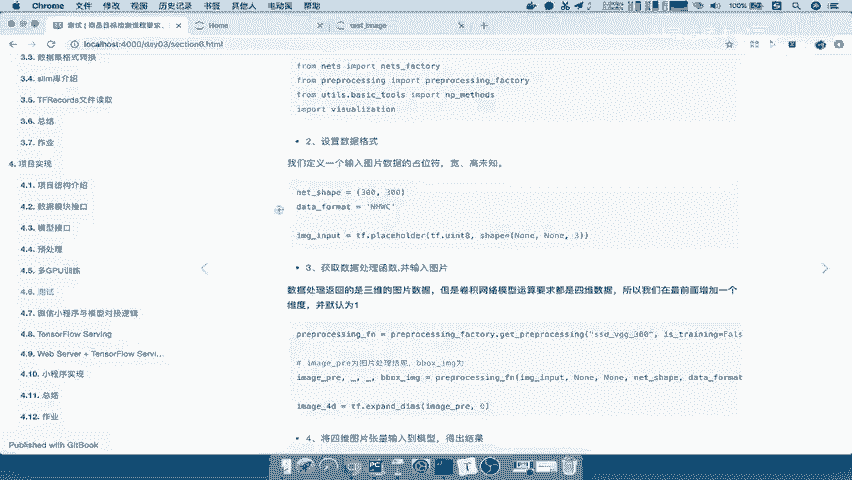 Chrome 文件 修改 视图 历史记录 书签 其他人 电动窗 帮助
100%
Home
test_image
localhost:4000/day03/section6.html
3.3. 数据集格式转换
3.4. slim库介绍
3.5. TFRecords文件读取
3.6. 总结
3.7. 作业
4. 项目实现
4.1. 项目结构介绍
4.2. 数据模块接口
4.3. 模型接口
4.4. 预处理
4.5. 多GPU训练
4.6. 测试
4.7. 微信小程序与模型对接逻辑
4.8. TensorFlow Serving
4.9. Web Server + TensorFlow Servi...
4.10. 小程序实现
4.11. 总结
4.12. 作业
Published with GitBook
from nets import nets_factory
from preprocessing import preprocessing_factory
from utils.basic_tools import np_methods
import visualization
• 2、设置数据格式
我们定义一个输入图片数据的占位符，宽、高未知。
net_shape = (300, 300)
data_format = 'NHWC'
img_input = tf.placeholder(tf.uint8, shape=(None, None, 3))
• 3、获取数据处理函数,并输入图片
数据处理返回的是三维的图片数据，但是卷积网络模型运算要求都是四维数据，所以我们在最前面增加一个
维度，并默认为1
preprocessing_fn = preprocessing_factory.get_preprocessing("ssd_vgg_300", is_training=Fals
# image_pre为图片处理结果, bbox_img为
image_pre, _, _, bbox_img = preprocessing_fn(img_input, None, None, net_shape, data_format
image_4d = tf.expand_dims(image_pre, 0)
• 4、将四维图片张量输入到模型，得出结果